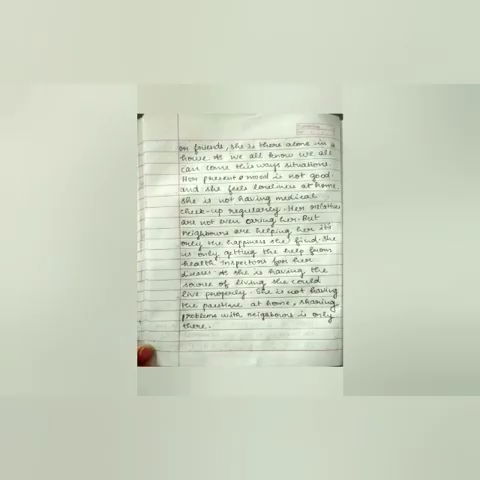 or friends, she is there alone in a
house. As we all know we all
can come this ways situations.
Her present mood is not good.
and she feels loneliness at home.
She is not having medical
check-up regularly. Her relatives
are not even caring her. But
neighbours are helping her its
only the happiness she find. She
is only getting the help from
health Inspectors for her
diseases. As she is having the
source of living she could
live properly. She is not having
the pastime at home, sharing
problems with neighbours is only
there.